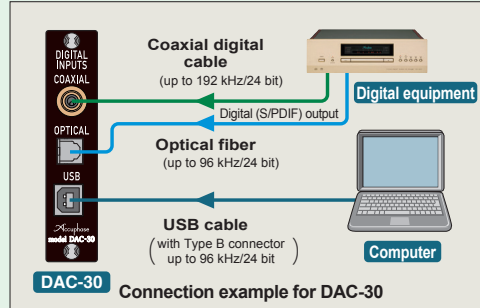 DIGITAL
INPUTS
COAXIAL
OPTICAL
USB
Accuphase
model DAC-30
DAC-30
Coaxial digital
cable
(up to 192 kHz/24 bit)
Digital equipment
Digital (S/PDIF) output
Optical fiber
(up to 96 kHz/24 bit)
USB cable
(with Type B connector
up to 96 kHz/24 bit)
Computer
Connection example for DAC-30